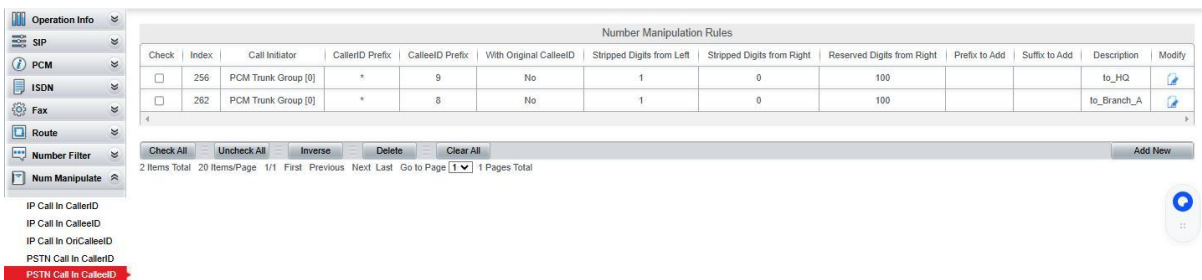 Operation Info
SIP
PCM
ISDN
Fax
Route
Number Filter
Num Manipulate
IP Call In CallerID
IP Call In CalleeID
IP Call In OriCalleeID
PSTN Call In CallerID
PSTN Call In CalleeID
Number Manipulation Rules
Check Index Call Initiator CallerID Prefix CalleeID Prefix With Original CalleeID Stripped Digits from Left Stripped Digits from Right Reserved Digits from Right Prefix to Add Suffix to Add Description Modify
256 PCM Trunk Group [0] * 9 No 1 0 100 to_HQ
262 PCM Trunk Group [0] * 8 No 1 0 100 to_Branch_A
Check All Uncheck All Inverse Delete Clear All Add New
2 Items Total 20 Items/Page 1/1 First Previous Next Last Go to Page 1 1 Pages Total